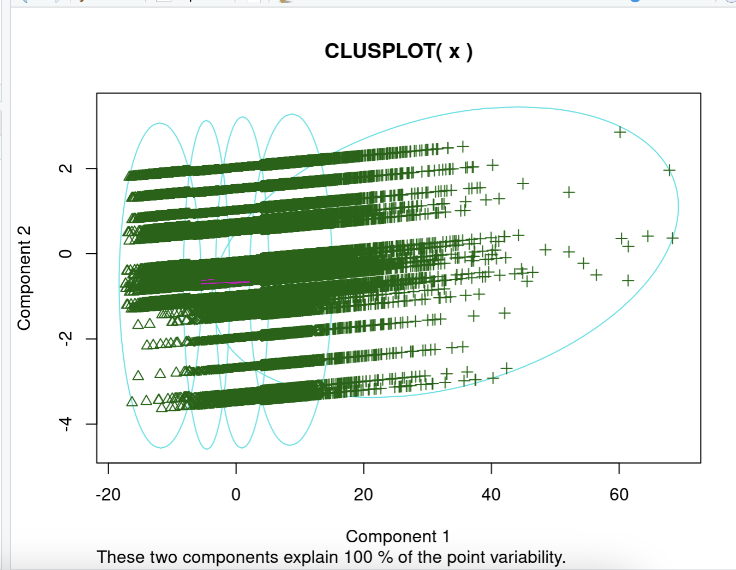 CLUSPLOT( x )
2
0
-2
-4
Component 2
-20 0 20 40 60
Component 1
These two components explain 100 % of the point variability.